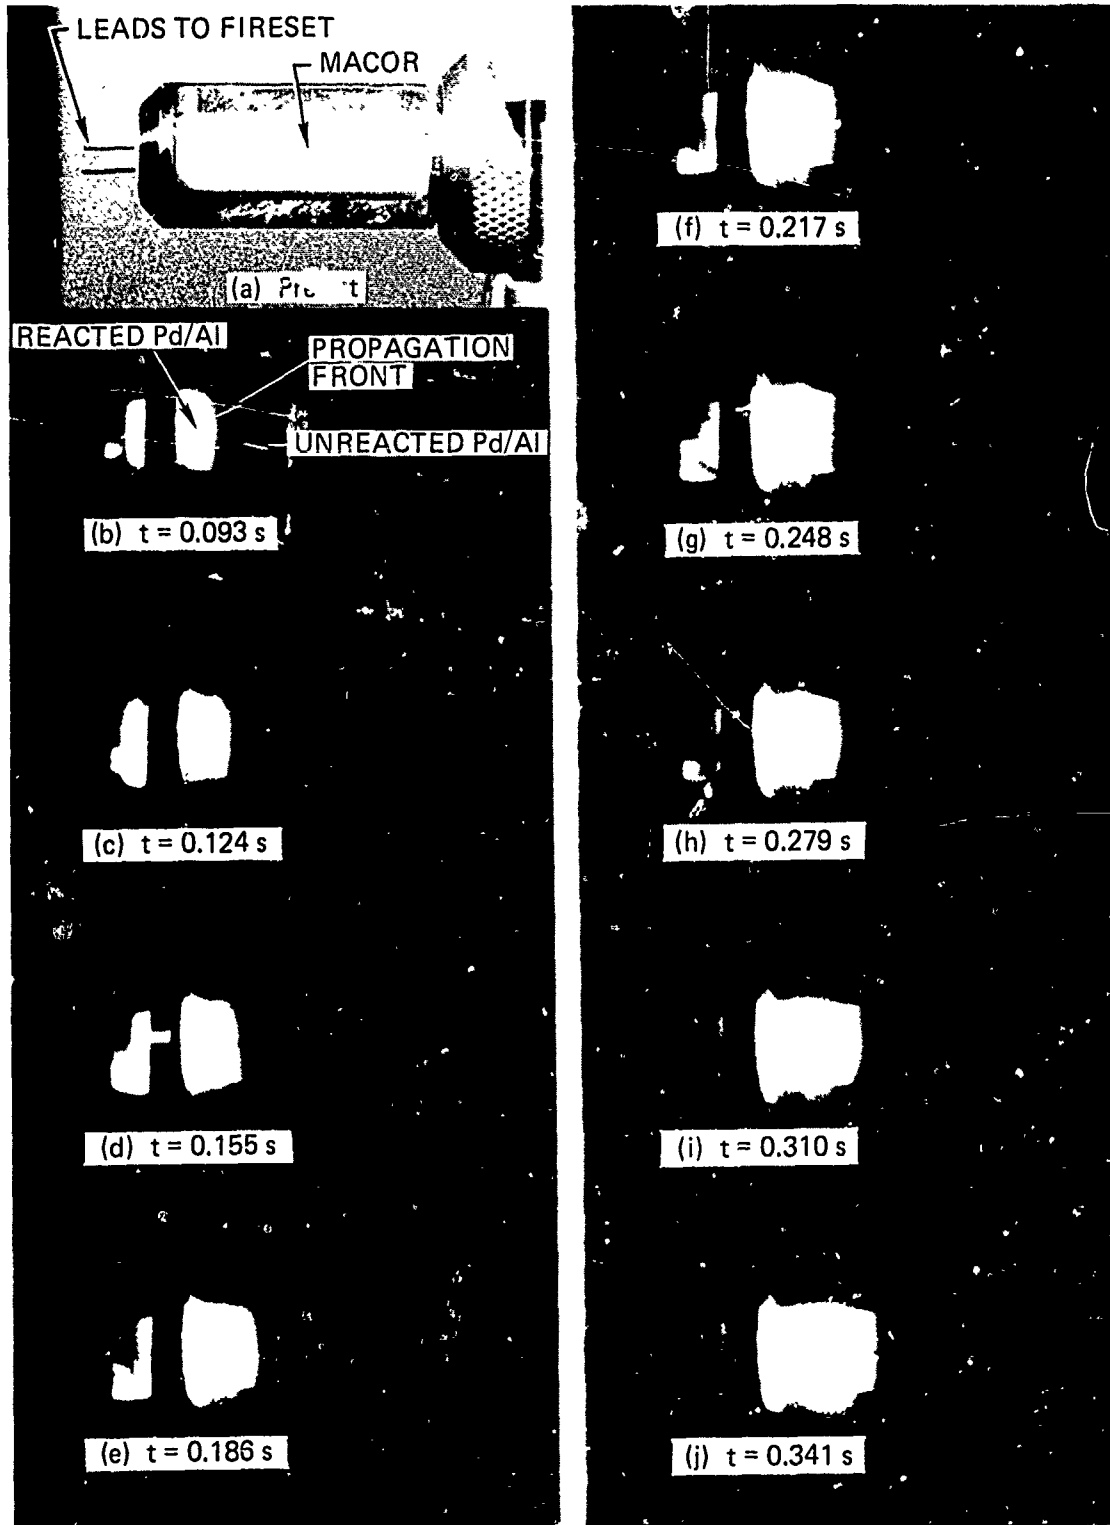 LEADS TO FIRESET
MACOR
(a)
REACTED Pd/Al
PROPAGATION
FRONT
UNREACTED Pd/Al
(b) t = 0.093 s
(c) t = 0.124 s
(d) t = 0.155 s
(e) t = 0.186 s
(f) t = 0.217 s
(g) t = 0.248 s
(h) t = 0.279 s
(i) t = 0.310 s
(j) t = 0.341 s